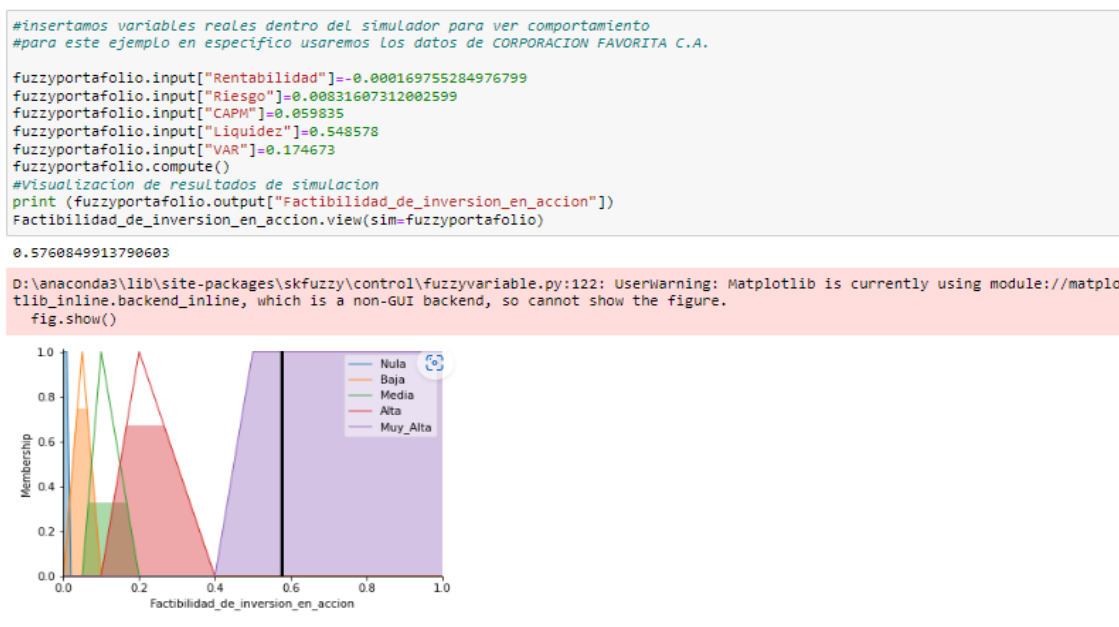 #insertamos variables reales dentro del simulador para ver comportamiento
#para este ejemplo en especifico usaremos los datos de CORPORACION FAVORITA C.A.
fuzzyportafolio.input["Rentabilidad"]=-0.000169755284976799
fuzzyportafolio.input["Riesgo"]=0.00831607312002599
fuzzyportafolio.input["CAPM"]=0.059835
fuzzyportafolio.input["Liquidez"]=0.548578
fuzzyportafolio.input["VAR"]=0.174673
fuzzyportafolio.compute()
#Visualizacion de resultados de simulacion
print (fuzzyportafolio.output["Factibilidad_de_inversion_en_accion"])
Factibilidad_de_inversion_en_accion.view(sim=fuzzyportafolio)
0.5760849913790603
D:\anaconda3\lib\site-packages\skfuzzy\control\fuzzyvariable.py:122: UserWarning: Matplotlib is currently using module://matplo
tlib_inline.backend_inline, which is a non-GUI backend, so cannot show the figure.
fig.show()
1.0
0.8
0.6
0.4
0.2
0.0
Membership
Nula
Baja
Media
Alta
Muy_Alta
0.0 0.2 0.4 0.6 0.8 1.0
Factibilidad_de_inversion_en_accion